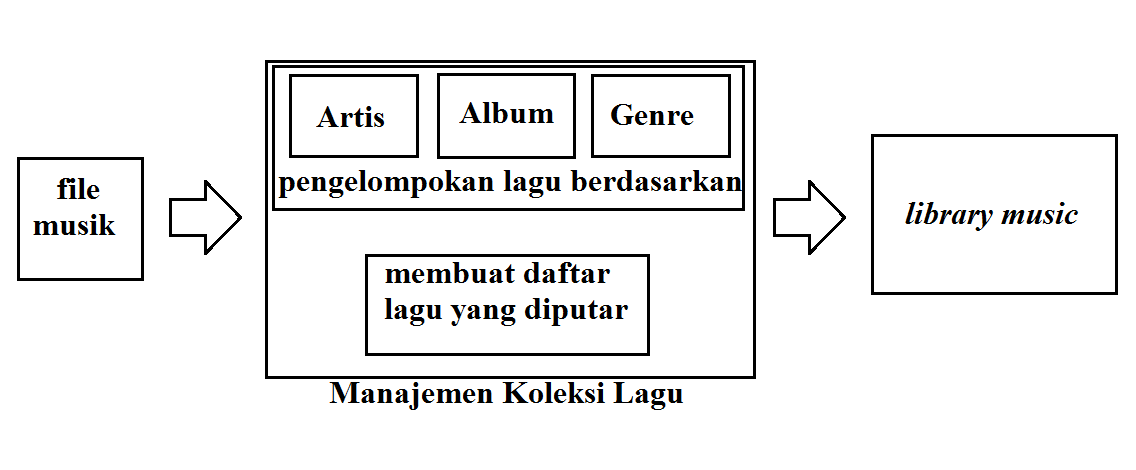 file
musik
Artis
Album
Genre
pengelompokan lagu berdasarkan
membuat daftar
lagu yang diputar
Manajemen Koleksi Lagu
library music